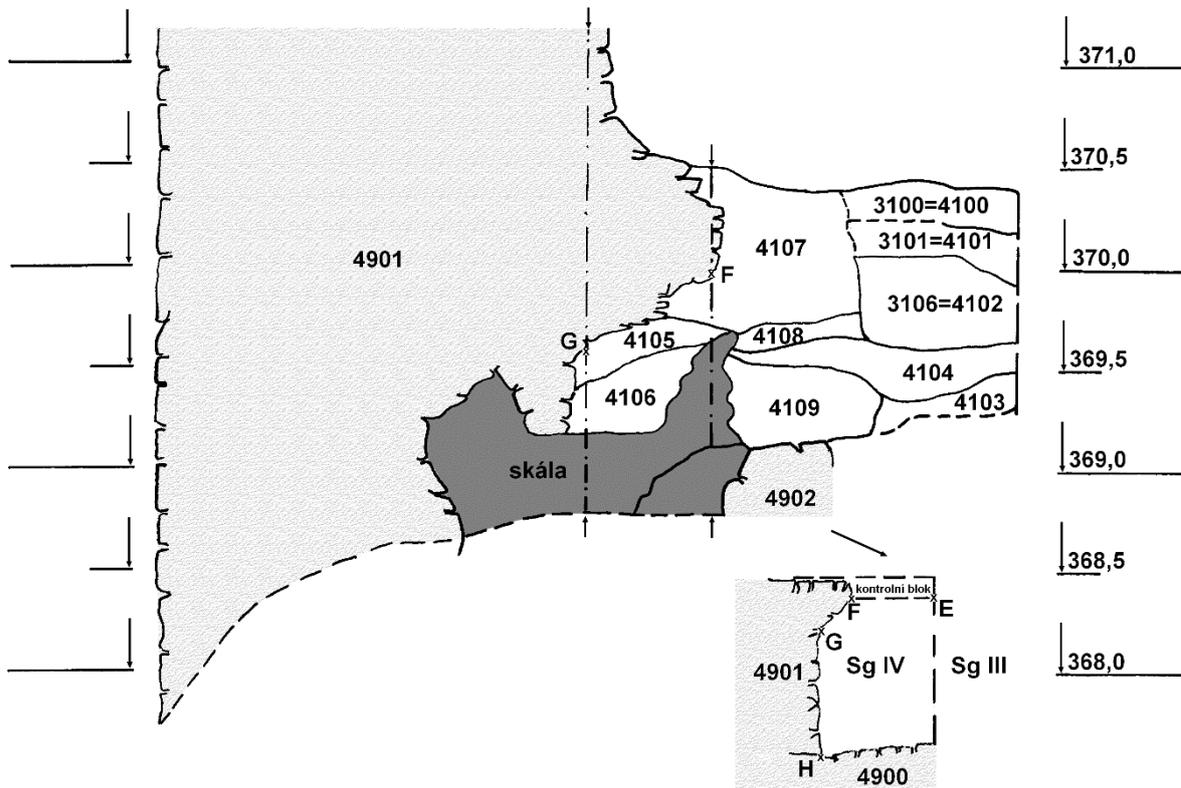 371,0
370,5
3100=4100
4107
3101=4101
4901
370,0
F
3106=4102
G
4105
4108
369,5
4104
4106
4109
4103
skála
369,0
4902
368,5
kontrolní blok
F
E
G
4901
Sg IV
Sg III
368,0
H
4900